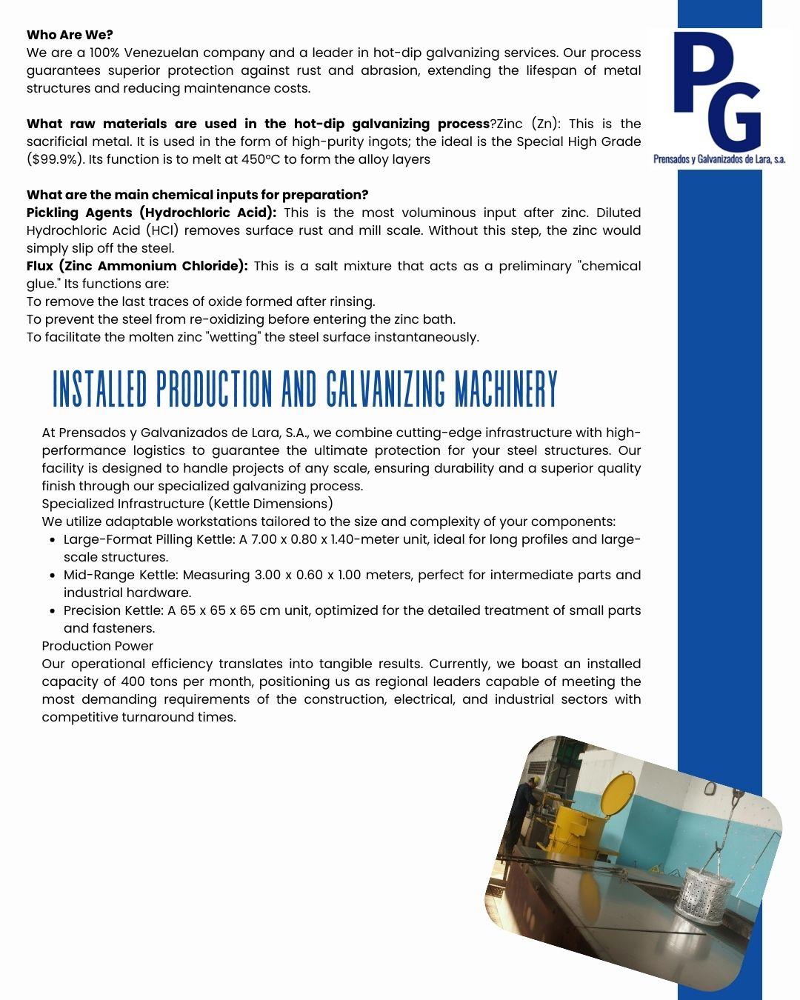 Who Are We?
We are a 100% Venezuelan company and a leader in hot-dip galvanizing services. Our process
guarantees superior protection against rust and abrasion, extending the lifespan of metal
structures and reducing maintenance costs.
What raw materials are used in the hot-dip galvanizing process?Zinc (Zn): This is the
sacrificial metal. It is used in the form of high-purity ingots; the ideal is the Special High Grade
($99.9%). Its function is to melt at 450°C to form the alloy layers
What are the main chemical inputs for preparation?
Pickling Agents (Hydrochloric Acid): This is the most voluminous input after zinc. Diluted
Hydrochloric Acid (HCl) removes surface rust and mill scale. Without this step, the zinc would
simply slip off the steel.
Flux (Zinc Ammonium Chloride): This is a salt mixture that acts as a preliminary "chemical
glue." Its functions are:
To remove the last traces of oxide formed after rinsing.
To prevent the steel from re-oxidizing before entering the zinc bath.
To facilitate the molten zinc "wetting" the steel surface instantaneously.
PG
Prensados y Galvanizados de Lara, s.a.
INSTALLED PRODUCTION AND GALVANIZING MACHINERY
At Prensados y Galvanizados de Lara, S.A., we combine cutting-edge infrastructure with high-
performance logistics to guarantee the ultimate protection for your steel structures. Our
facility is designed to handle projects of any scale, ensuring durability and a superior quality
finish through our specialized galvanizing process.
Specialized Infrastructure (Kettle Dimensions)
We utilize adaptable workstations tailored to the size and complexity of your components:
• Large-Format Pilling Kettle: A 7.00 x 0.80 x 1.40-meter unit, ideal for long profiles and large-
scale structures.
• Mid-Range Kettle: Measuring 3.00 x 0.60 x 1.00 meters, perfect for intermediate parts and
industrial hardware.
• Precision Kettle: A 65 x 65 x 65 cm unit, optimized for the detailed treatment of small parts
and fasteners.
Production Power
Our operational efficiency translates into tangible results. Currently, we boast an installed
capacity of 400 tons per month, positioning us as regional leaders capable of meeting the
most demanding requirements of the construction, electrical, and industrial sectors with
competitive turnaround times.